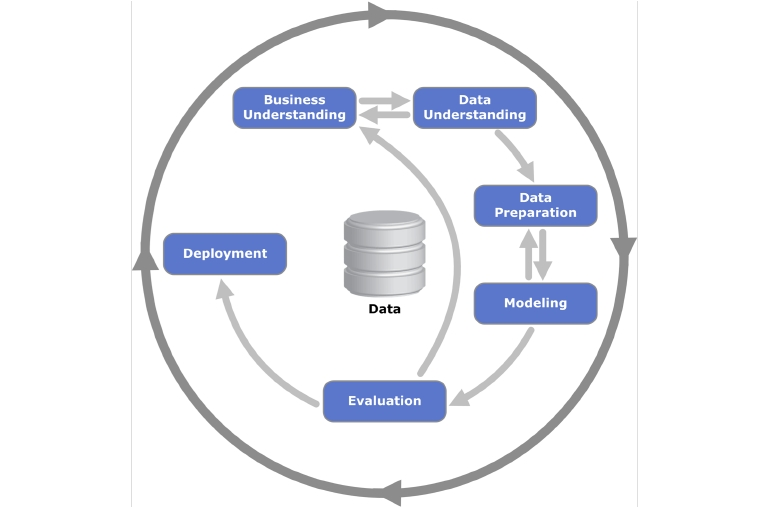 Business
Understanding
Data
Understanding
Data
Preparation
Deployment
Data
Modeling
Evaluation